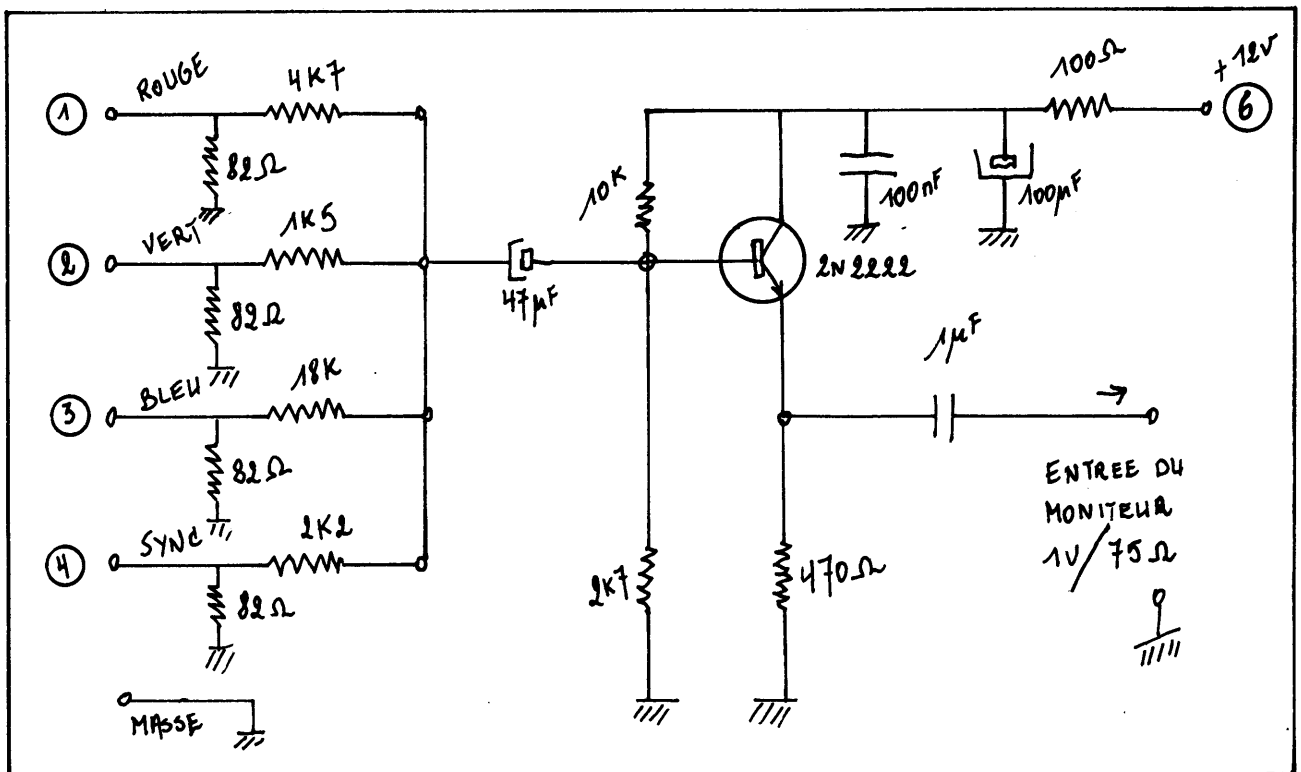 ROUGE
4K7
1
82Ω
VERT
1K5
2
82Ω
BLEU
18K
3
82Ω
SYNC
2K2
4
82Ω
MASSE
47µF
10K
2K7
2N2222
470Ω
100nF
100µF
100Ω
+12V
6
1µF
ENTREE DU
MONITEUR
1V/75Ω